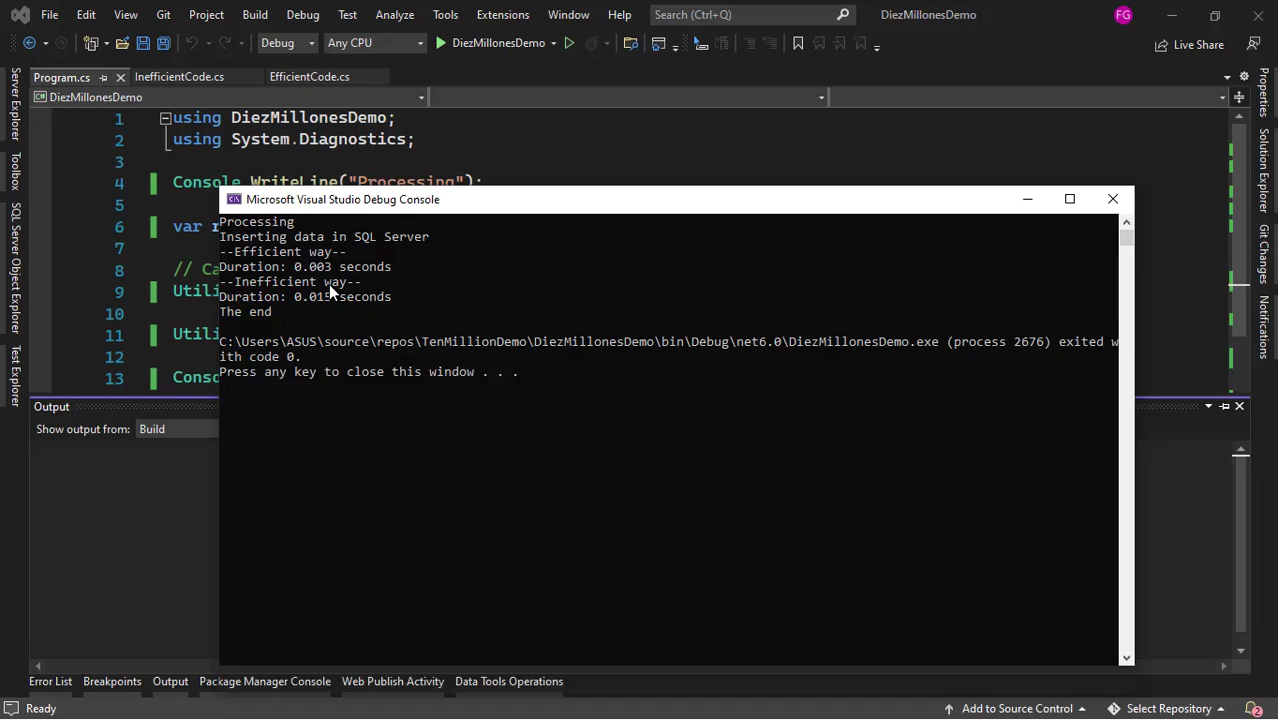 File Edit View Git Project Build Debug Test Analyze Tools Extensions Window Help Search (Ctrl+Q) DiezMillonesDemo FG
Debug Any CPU DiezMillonesDemo Live Share
Program.cs InefficientCode.cs EfficientCode.cs
DiezMillonesDemo
Server Explorer
Toolbox
SQL Server Object Explorer
Test Explorer
1 using DiezMillonesDemo;
2 using System.Diagnostics;
3
4 Console.WriteLine("Processing");
5
6 var
7
8 //
9 Utili
10
11 Utili
12
13 Conso
Microsoft Visual Studio Debug Console
Processing
Inserting data in SQL Server
--Efficient way--
Duration: 0.003 seconds
--Inefficient way--
Duration: 0.015 seconds
The end
C:\Users\ASUS\source\repos\TenMillionDemo\DiezMillonesDemo\bin\Debug\net6.0\DiezMillonesDemo.exe (process 2676) exited w
ith code 0.
Press any key to close this window . . .
Properties
Solution Explorer
Git Changes
Notifications
Output
Show output from: Build
Error List Breakpoints Output Package Manager Console Web Publish Activity Data Tools Operations
Ready Add to Source Control Select Repository 2